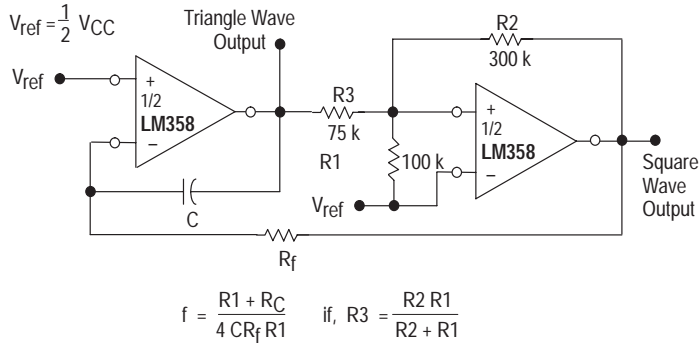 Vref = 1/2 VCC
Triangle Wave
Output
R2
300 k
Vref
+
1/2
LM358
−
R3
75 k
R1
100 k
+
1/2
LM358
−
C
Vref
Square
Wave
Output
Rf
f = R1 + RC / 4 CRf R1 if, R3 = R2 R1 / R2 + R1